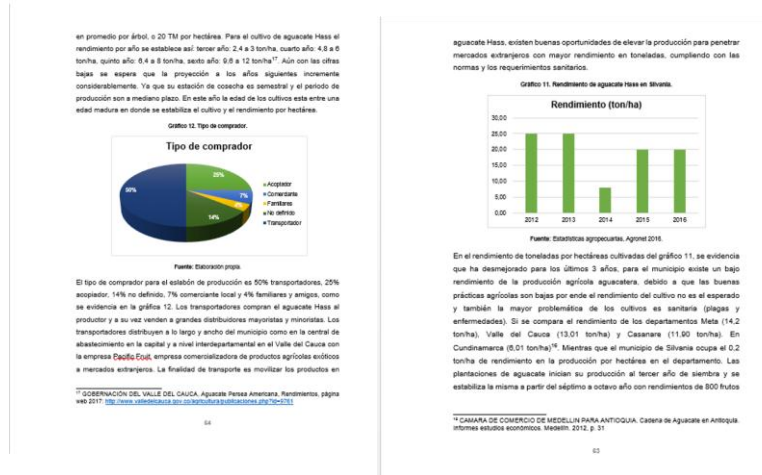 en promedio por árbol, o 20 TM por hectárea. Para el cultivo de aguacate Hass el
rendimiento por año se establece así: tercer año: 2,4 a 3 ton/ha, cuarto año: 4,8 a 6
ton/ha, quinto año: 6,4 a 8 ton/ha, sexto año: 9,6 a 12 ton/ha17. Aún con las cifras
bajas se espera que la proyección a los años siguientes incremente
considerablemente. Ya que su estación de cosecha es semestral y el periodo de
producción son a mediano plazo. En este año la edad de los cultivos esta entre una
edad madura en donde se estabiliza el cultivo y el rendimiento por hectárea.
Gráfico 12. Tipo de comprador.
Tipo de comprador
25%
7%
4%
14%
50%
Acopiador
Comerciante
Familiares
No definido
Transportador
Fuente: Elaboración propia.
El tipo de comprador para el eslabón de producción es 50% transportadores, 25%
acopiador, 14% no definido, 7% comerciante local y 4% familiares y amigos, como
se evidencia en la gráfica 12. Los transportadores compran el aguacate Hass al
productor y a su vez venden a grandes distribuidores mayoristas y minoristas. Los
transportadores distribuyen a lo largo y ancho del municipio como en la central de
abastecimiento en la capital y a nivel interdepartamental en el Valle del Cauca con
la empresa Pacific Fruit, empresa comercializadora de productos agrícolas exóticos
a mercados extranjeros. La finalidad de transporte es movilizar los productos en
17 GOBERNACIÓN DEL VALLE DEL CAUCA, Aguacate Persea Americana, Rendimientos, página
web 2017: http://www.valledelcauca.gov.co/agricultura/publicaciones.php?id=9761
64
aguacate Hass, existen buenas oportunidades de elevar la producción para penetrar
mercados extranjeros con mayor rendimiento en toneladas, cumpliendo con las
normas y los requerimientos sanitarios.
Gráfico 11. Rendimiento de aguacate Hass en Silvania.
Rendimiento (ton/ha)
30,00
25,00
20,00
15,00
10,00
5,00
0,00
2012 2013 2014 2015 2016
Fuente: Estadísticas agropecuarias, Agronet 2016.
En el rendimiento de toneladas por hectáreas cultivadas del gráfico 11, se evidencia
que ha desmejorado para los últimos 3 años, para el municipio existe un bajo
rendimiento de la producción agrícola aguacatera, debido a que las buenas
prácticas agrícolas son bajas por ende el rendimiento del cultivo no es el esperado
y también la mayor problemática de los cultivos es sanitaria (plagas y
enfermedades). Si se compara el rendimiento de los departamentos Meta (14,2
ton/ha), Valle del Cauca (13,01 ton/ha) y Casanare (11,90 ton/ha). En
Cundinamarca (6,01 ton/ha)16. Mientras que el municipio de Silvania ocupa el 0,2
ton/ha de rendimiento en la producción por hectárea en el departamento. Las
plantaciones de aguacate inician su producción al tercer año de siembra y se
estabiliza la misma a partir del séptimo a octavo año con rendimientos de 800 frutos
16 CAMARA DE COMERCIO DE MEDELLIN PARA ANTIOQUIA. Cadena de Aguacate en Antioquia.
Informes estudios económicos. Medellín. 2012. p. 31
63